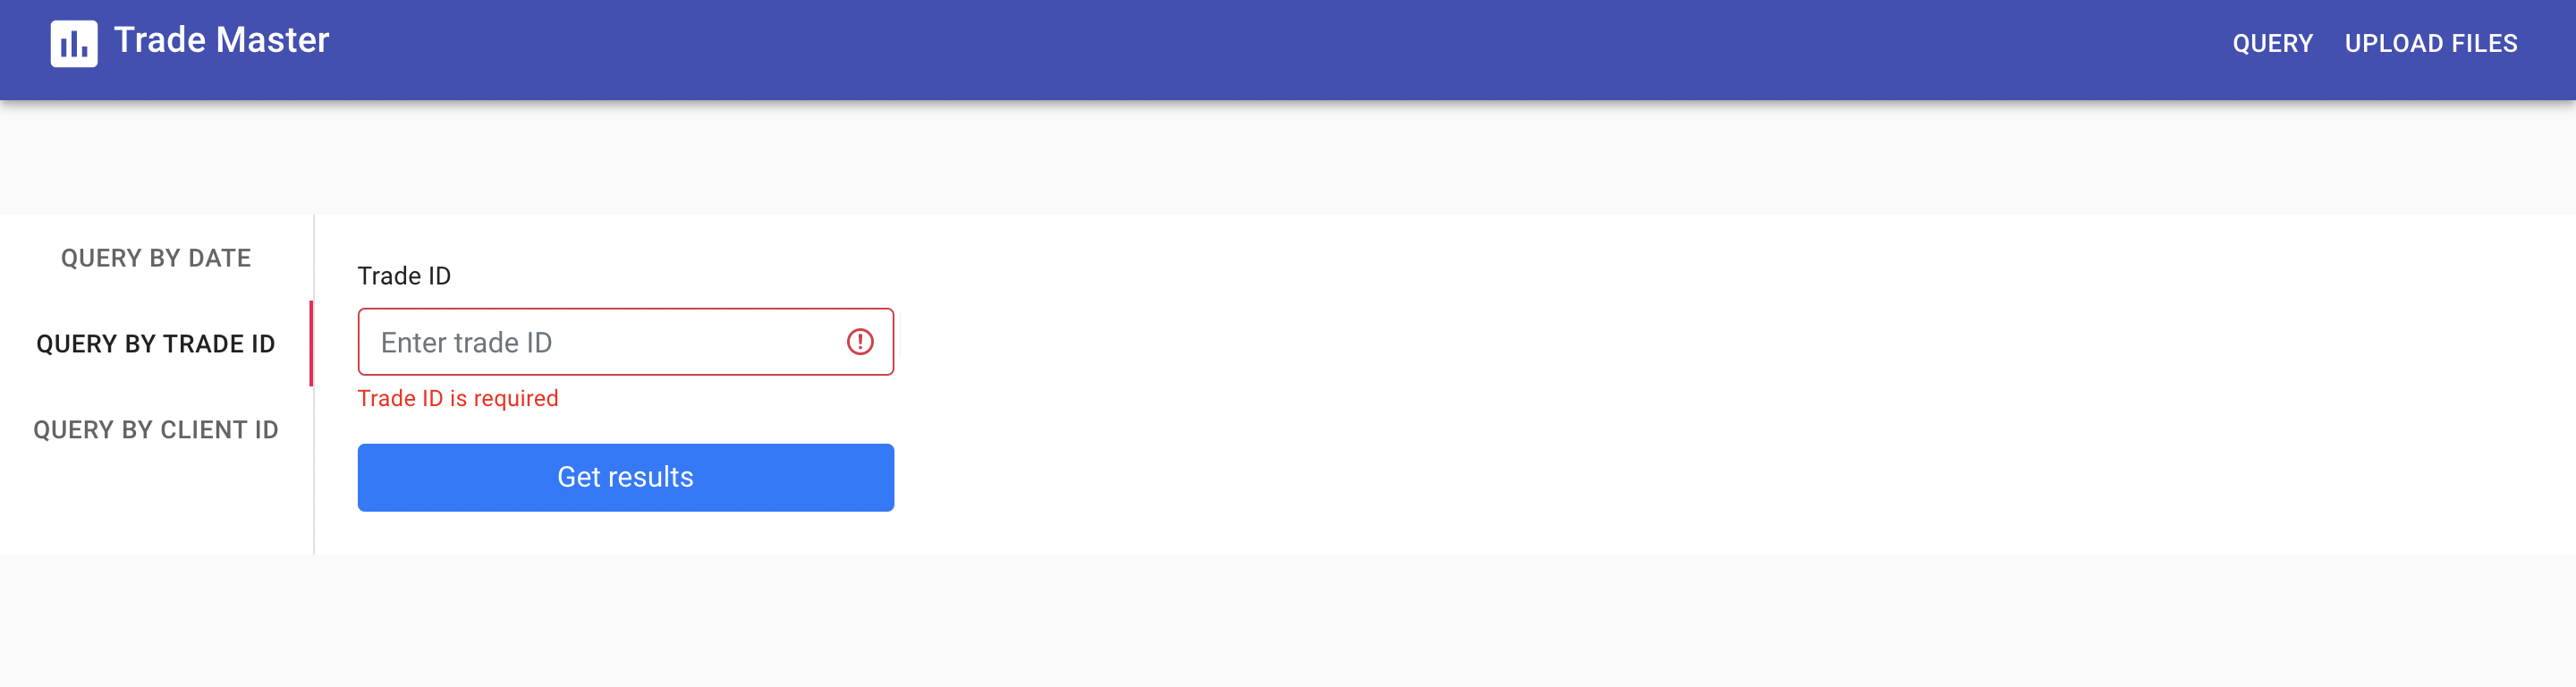 Trade Master
QUERY
UPLOAD FILES
QUERY BY DATE
QUERY BY TRADE ID
QUERY BY CLIENT ID
Trade ID
Enter trade ID
Trade ID is required
Get results